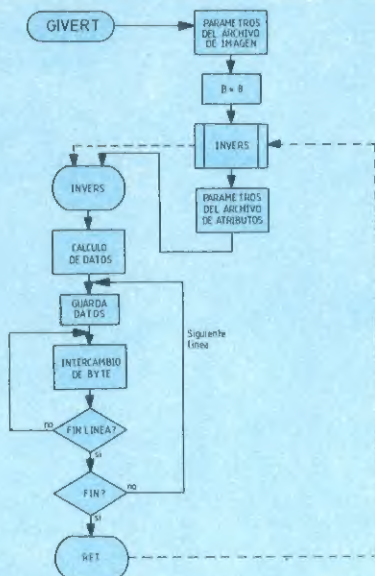 GIVERT
PARAMETROS
DEL ARCHIVO
DE IMAGEN
B = 8
INVERS
INVERS
PARAMETROS
DEL ARCHIVO
DE ATRIBUTOS
CALCULO
DE DATOS
GUARDA
DATOS
Siguiente
linea
INTERCAMBIO
DE BYTE
FIN LINEA?
no
si
FIN?
no
si
RET